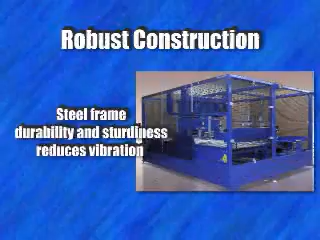 Robust Construction
Steel frame
durability and sturdiness
reduces vibration